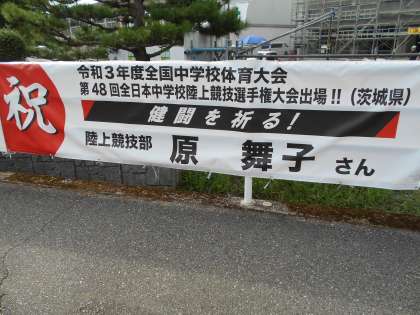 祝
令和3年度全国中学校体育大会
第48回全日本中学校陸上競技選手権大会出場!!(茨城県)
健闘を祈る!
陸上競技部 原 舞子 さん